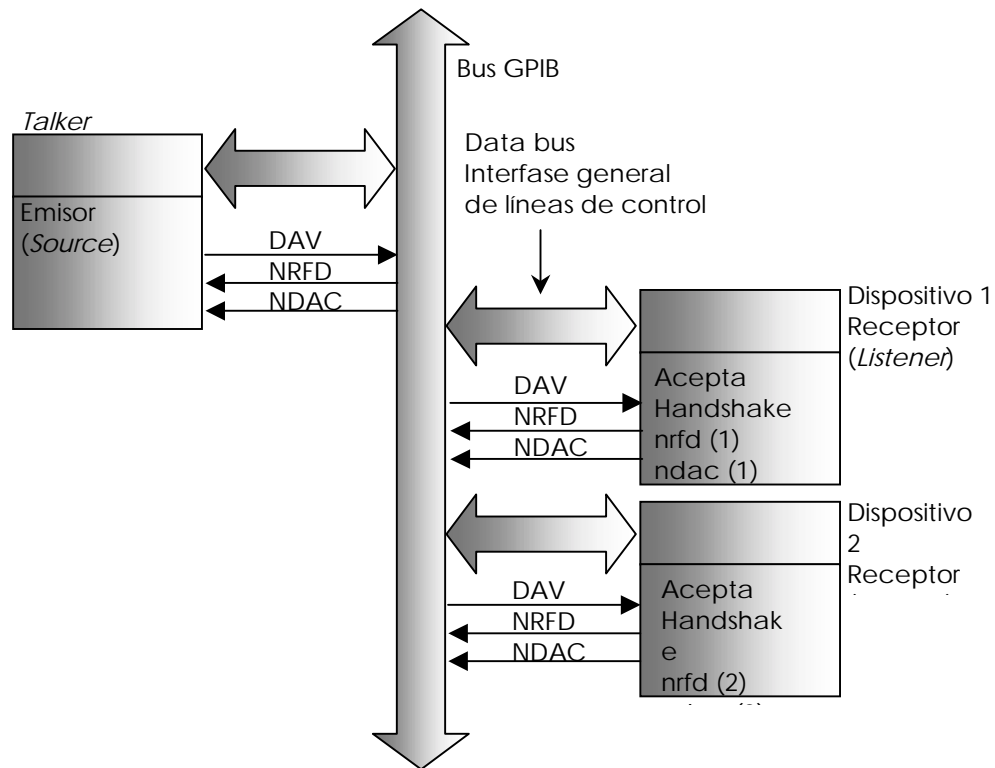 Bus GPIB
Talker
Emisor
(Source)
DAV
NRFD
NDAC
Data bus
Interfase general
de líneas de control
Dispositivo 1
Receptor
(Listener)
DAV
NRFD
NDAC
Acepta
Handshake
nrfd (1)
ndac (1)
Dispositivo
2
Receptor
DAV
NRFD
NDAC
Acepta
Handshak
e
nrfd (2)